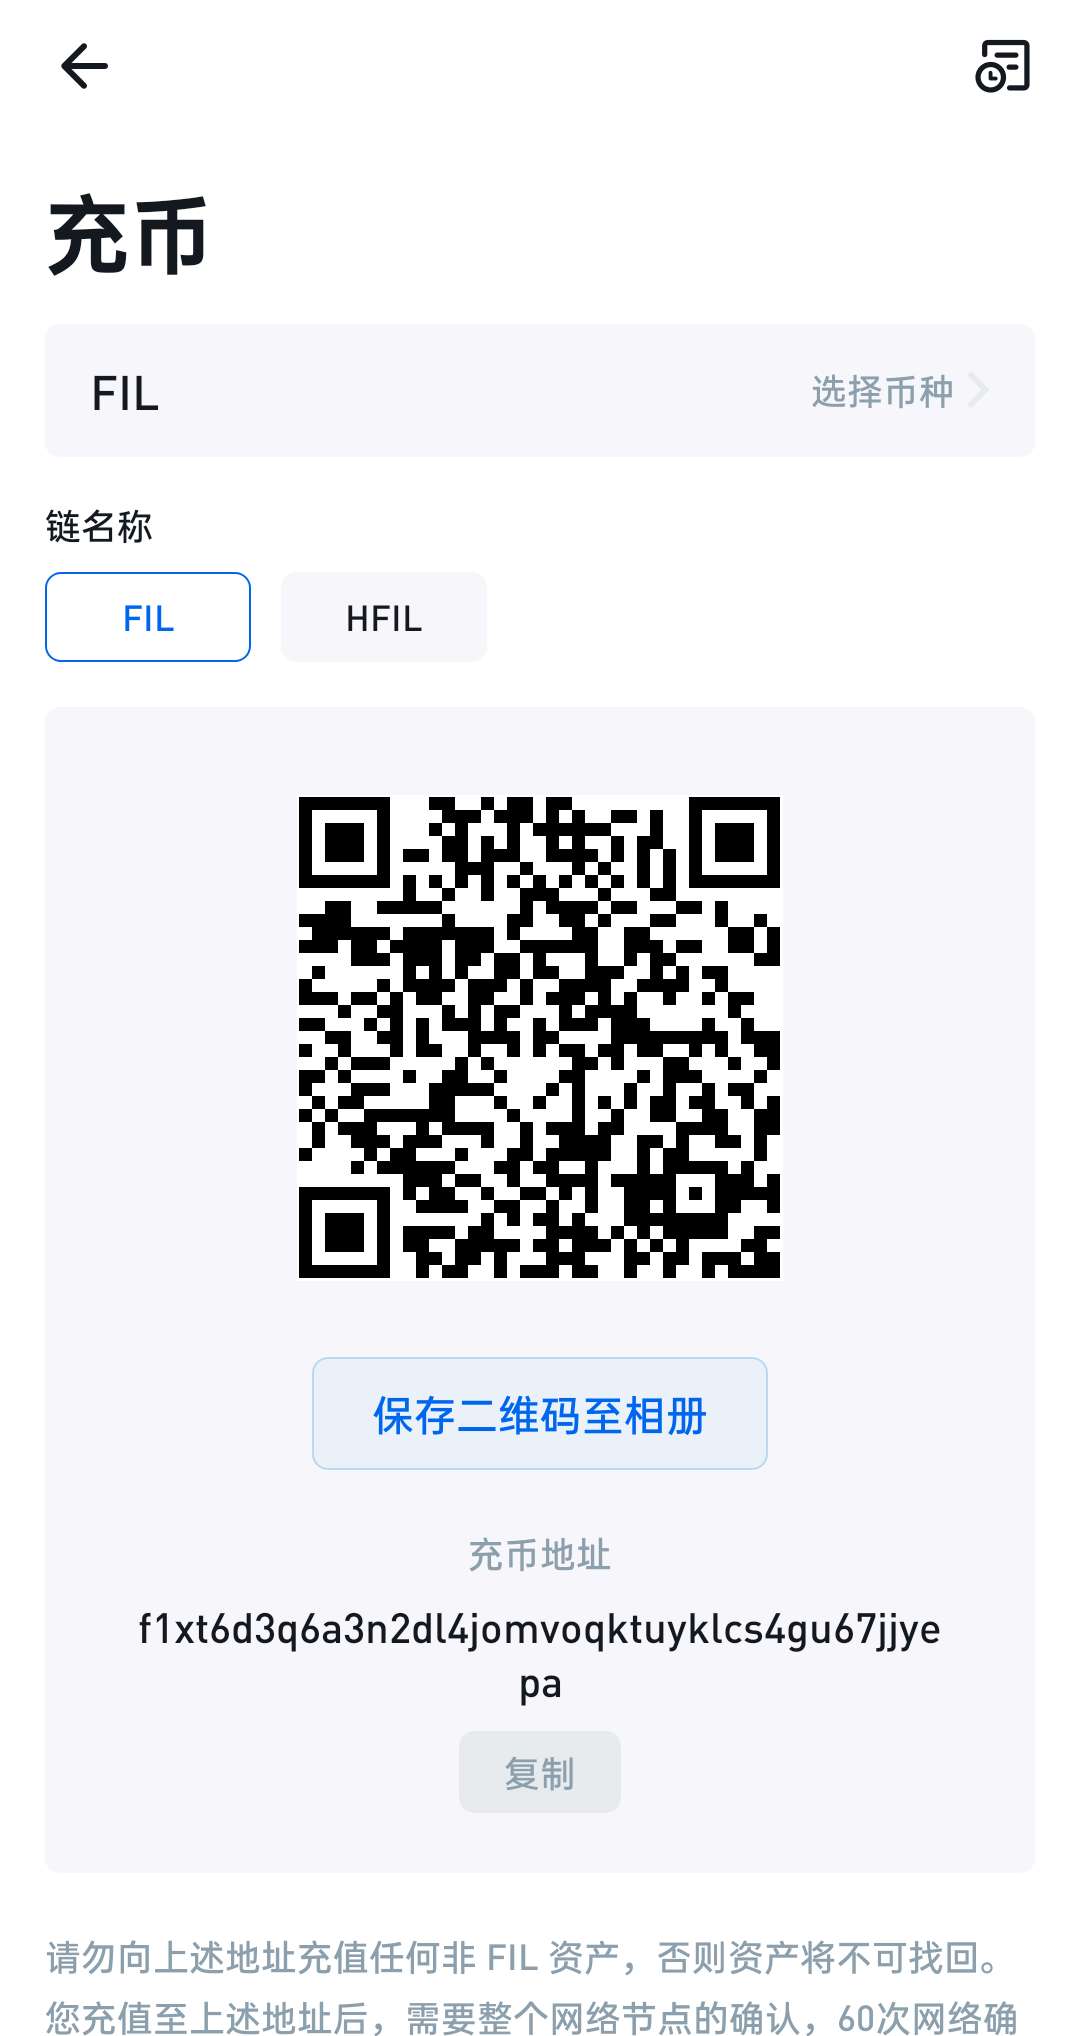 充币
FIL 选择币种
链名称
FIL HFIL
保存二维码至相册
充币地址
f1xt6d3q6a3n2dl4jomvoqktuyklcs4gu67jjye
pa
复制
请勿向上述地址充值任何非 FIL 资产，否则资产将不可找回。
您充值至上述地址后，需要整个网络节点的确认，60次网络确